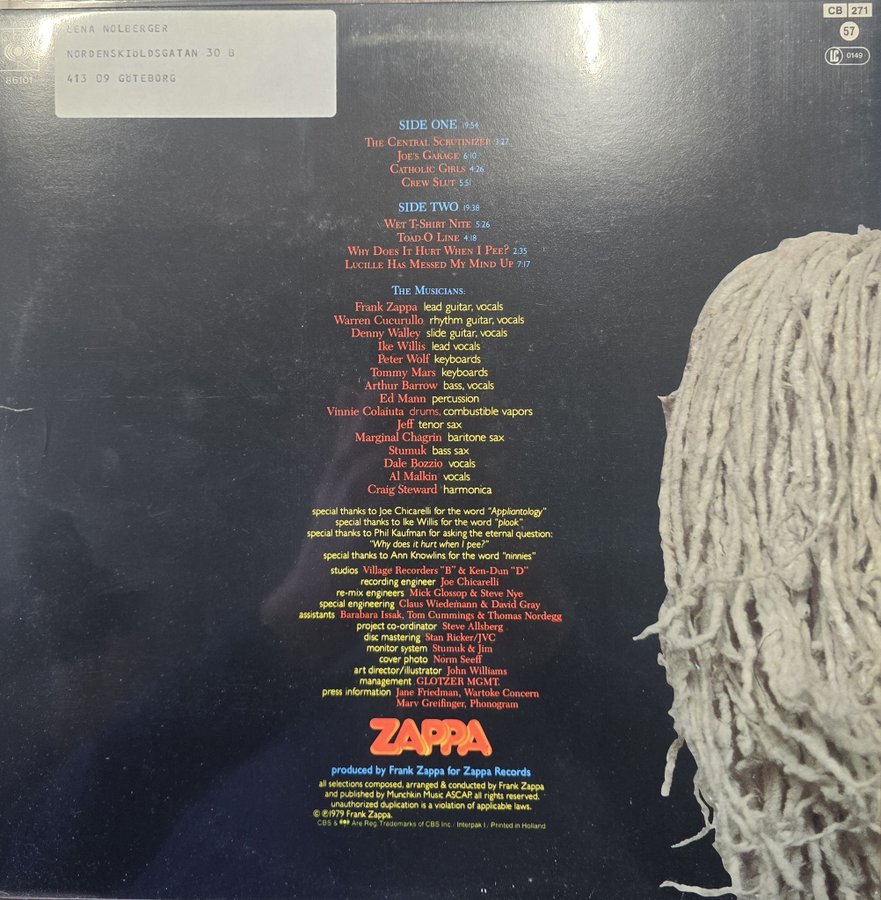 LENA NOLBERGER
NORDENSKIÖLDSGATAN 30 B
413 09 GÖTEBORG
86101
CB 271
57
LC 0149
SIDE ONE 19:54
THE CENTRAL SCRUTINIZER 3:27
JOE'S GARAGE 6:10
CATHOLIC GIRLS 4:26
CREW SLUT 5:51
SIDE TWO 19:38
WET T-SHIRT NITE 5:26
TOAD-O LINE 4:18
WHY DOES IT HURT WHEN I PEE? 2:35
LUCILLE HAS MESSED MY MIND UP 7:17
THE MUSICIANS:
Frank Zappa lead guitar, vocals
Warren Cucurullo rhythm guitar, vocals
Denny Walley slide guitar, vocals
Ike Willis lead vocals
Peter Wolf keyboards
Tommy Mars keyboards
Arthur Barrow bass, vocals
Ed Mann percussion
Vinnie Colaiuta drums, combustible vapors
Jeff tenor sax
Marginal Chagrin baritone sax
Stumuk bass sax
Dale Bozzio vocals
Al Malkin vocals
Craig Steward harmonica
special thanks to Joe Chicarelli for the word "Appliantology"
special thanks to Ike Willis for the word "plook"
special thanks to Phil Kaufman for asking the eternal question:
"Why does it hurt when I pee?"
special thanks to Ann Knowlins for the word "ninnies"
studios Village Recorders "B" & Ken-Dun "D"
recording engineer Joe Chicarelli
re-mix engineers Mick Glossop & Steve Nye
special engineering Claus Wiedemann & David Gray
assistants Barabara Issak, Tom Cummings & Thomas Nordegg
project co-ordinator Steve Allsberg
disc mastering Stan Ricker/JVC
monitor system Stumuk & Jim
cover photo Norm Seeff
art director/illustrator John Williams
management GLOTZER MGMT.
press information Jane Friedman, Wartoke Concern
Marv Greifinger, Phonogram
ZAPPA
produced by Frank Zappa for Zappa Records
all selections composed, arranged & conducted by Frank Zappa
and published by Munchkin Music ASCAP. all rights reserved.
unauthorized duplication is a violation of applicable laws.
© ℗ 1979 Frank Zappa.
CBS & Are Reg. Trademarks of CBS Inc. / Interpak I / Printed in Holland